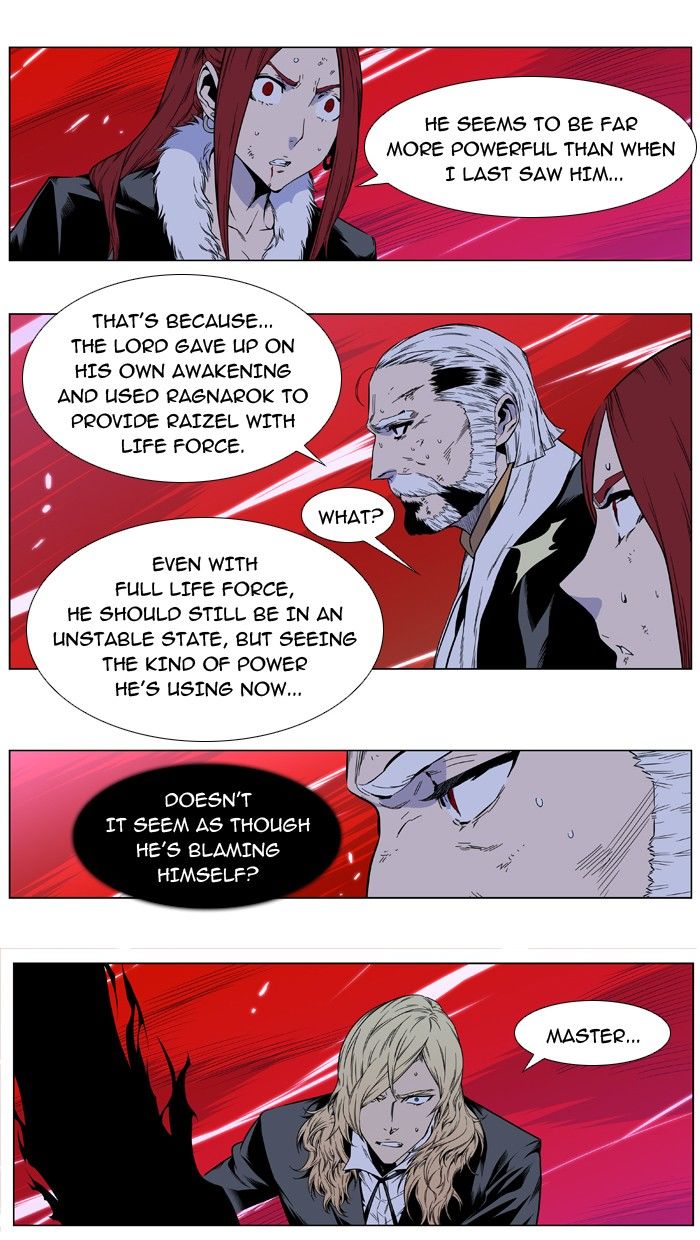 HE SEEMS TO BE FAR
MORE POWERFUL THAN WHEN
I LAST SAW HIM...
THAT'S BECAUSE...
THE LORD GAVE UP ON
HIS OWN AWAKENING
AND USED RAGNAROK TO
PROVIDE RAIZEL WITH
LIFE FORCE.
WHAT?
EVEN WITH
FULL LIFE FORCE,
HE SHOULD STILL BE IN AN
UNSTABLE STATE, BUT SEEING
THE KIND OF POWER
HE'S USING NOW...
DOESN'T
IT SEEM AS THOUGH
HE'S BLAMING
HIMSELF?
MASTER...